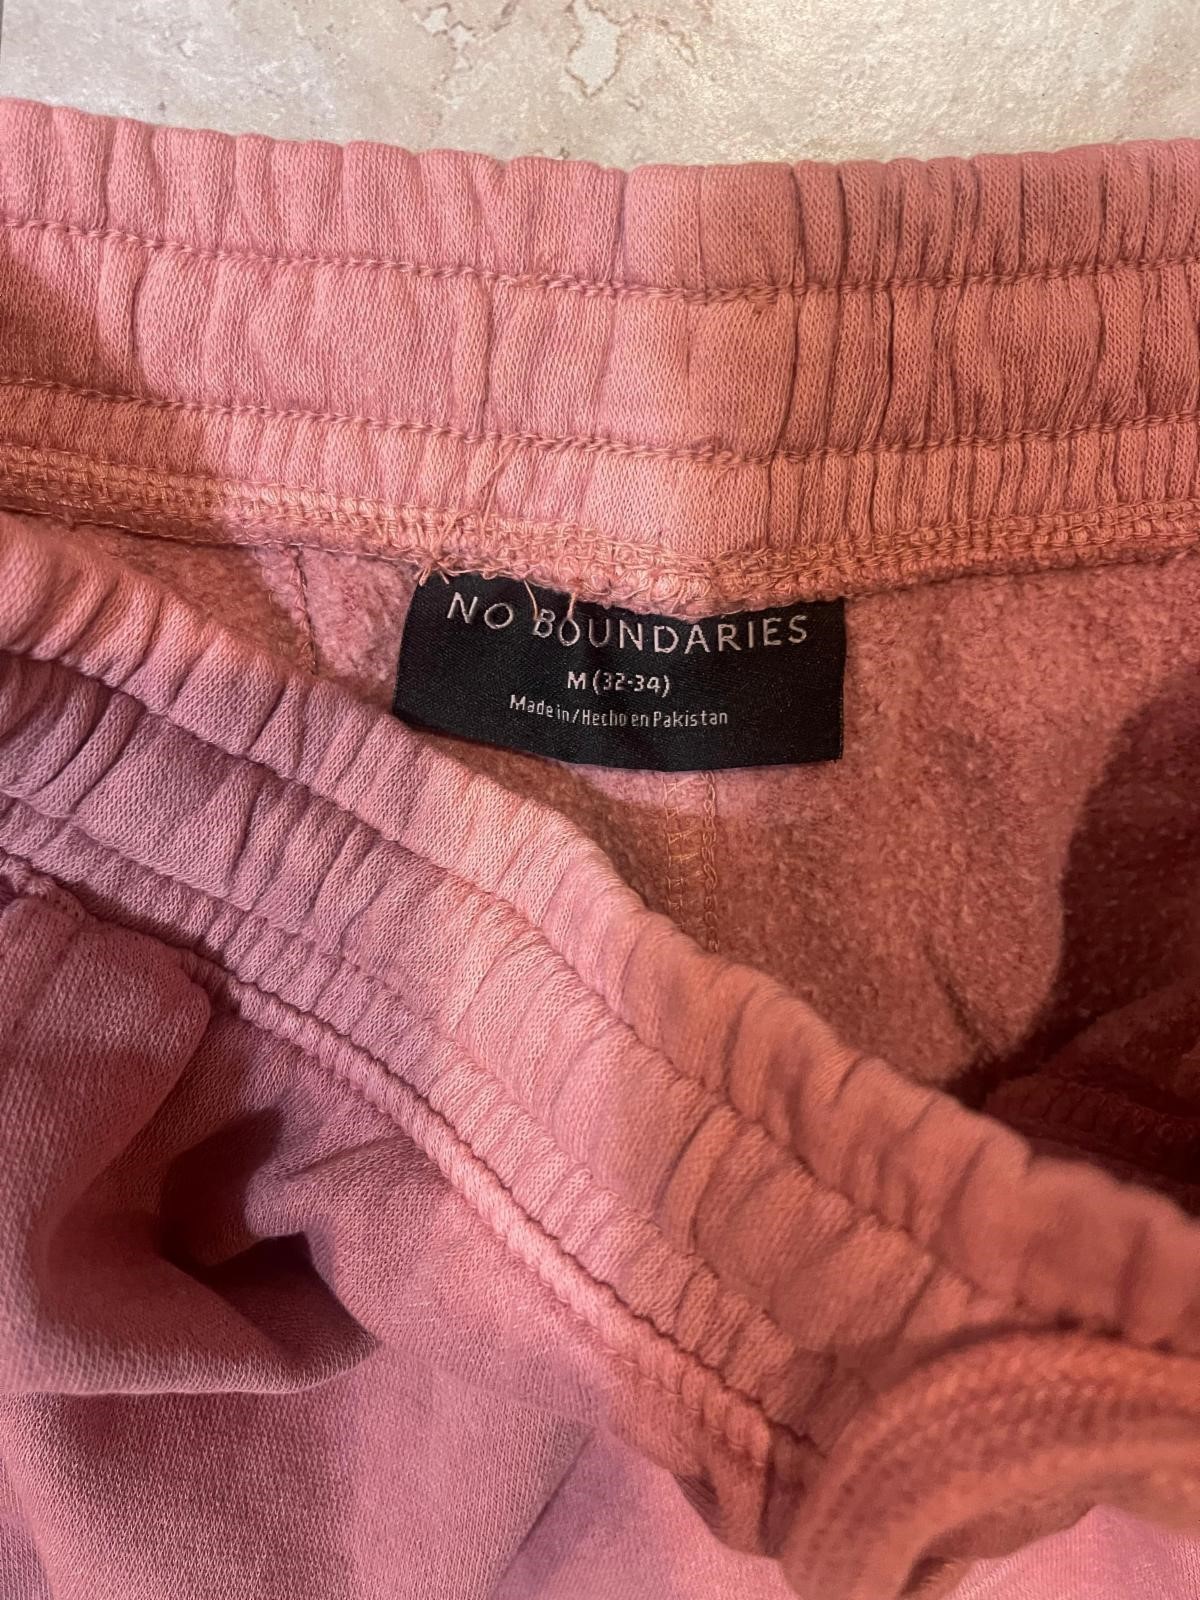 NO BOUNDARIES
M (32-34)
Made in / Hecho en Pakistan